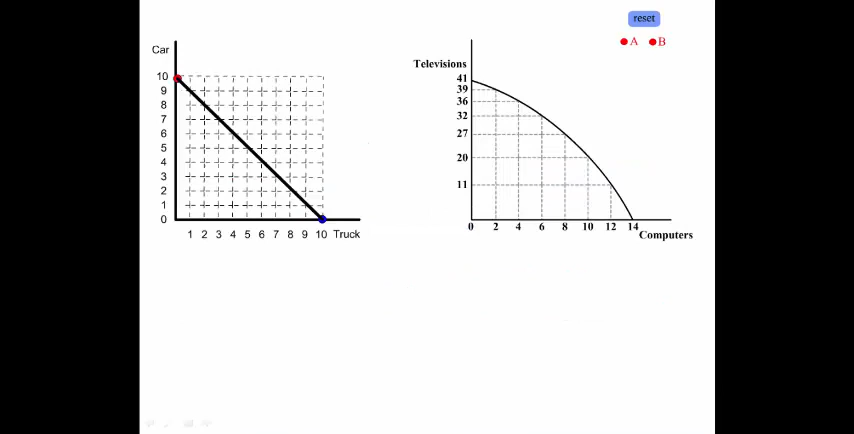 reset
A B
Car
10
9
8
7
6
5
4
3
2
1
0
1 2 3 4 5 6 7 8 9 10 Truck
Televisions
41
39
36
32
27
20
11
0 2 4 6 8 10 12 14
Computers